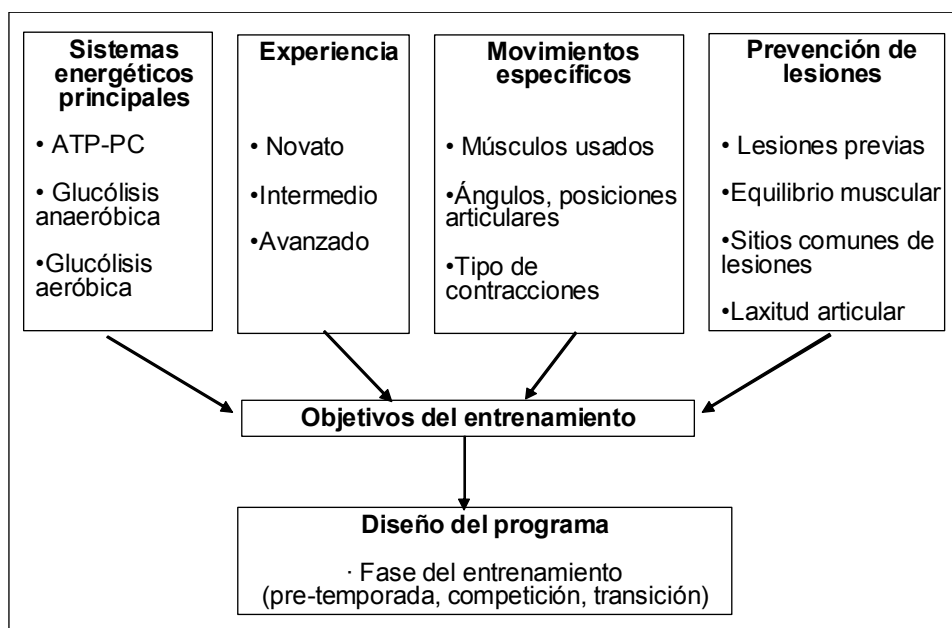 Sistemas
energéticos
principales
• ATP-PC
• Glucólisis
anaeróbica
•Glucólisis
aeróbica
Experiencia
• Novato
•Intermedio
•Avanzado
Movimientos
específicos
• Músculos usados
•Ángulos, posiciones
articulares
•Tipo de
contracciones
Prevención de
lesiones
• Lesiones previas
•Equilibrio muscular
•Sitios comunes de
lesiones
•Laxitud articular
Objetivos del entrenamiento
Diseño del programa
· Fase del entrenamiento
(pre-temporada, competición, transición)